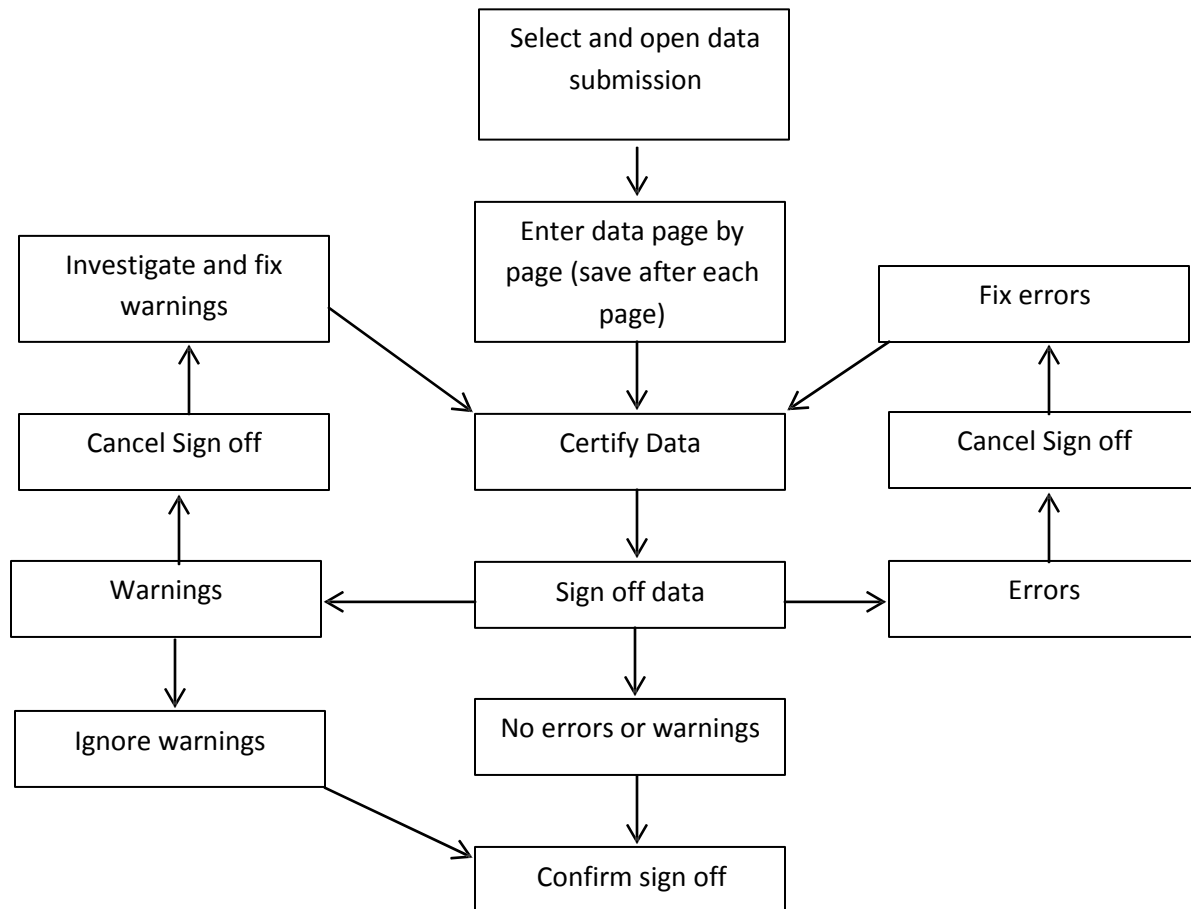 Select and open data
submission
Enter data page by
page (save after each
page)
Investigate and fix
warnings
Fix errors
Cancel Sign off
Certify Data
Cancel Sign off
Warnings
Sign off data
Errors
Ignore warnings
No errors or warnings
Confirm sign off